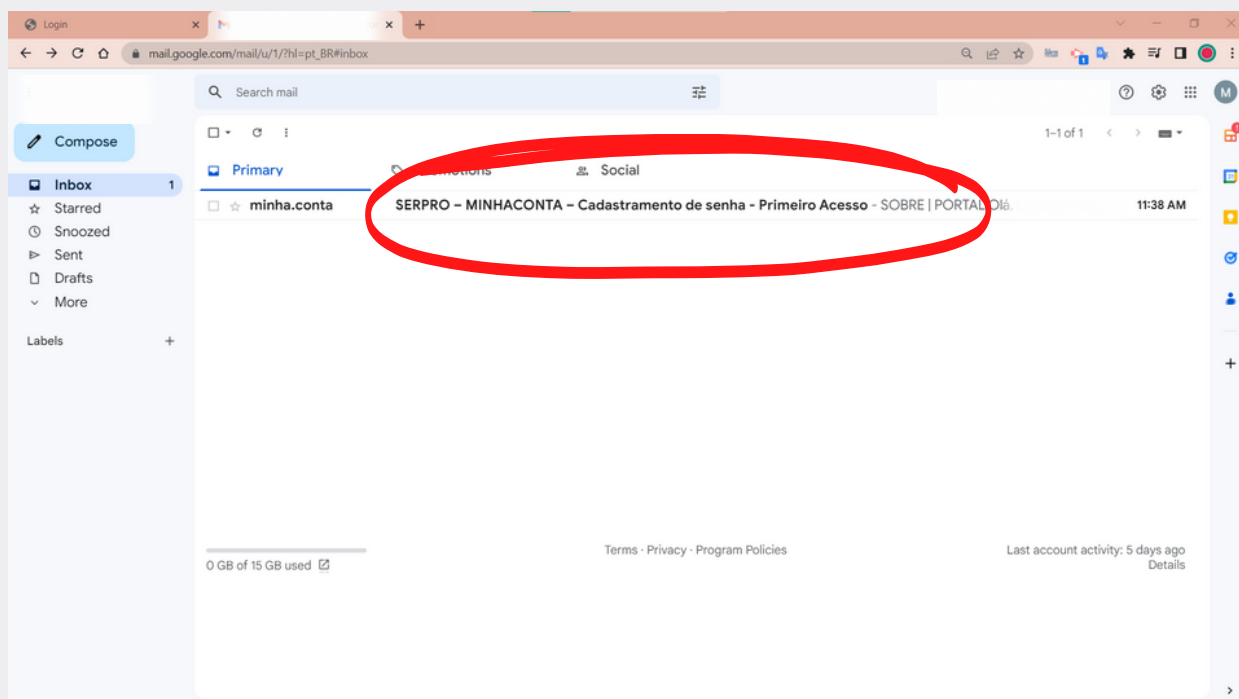 Login
mail.google.com/mail/u/1/?hl=pt_BR#inbox
Search mail
M
Compose
1–1 of 1
Primary
Social
Inbox 1
minha.conta SERPRO – MINHACONTA – Cadastramento de senha - Primeiro Acesso - SOBRE | PORTAL Olá. 11:38 AM
Starred
Snoozed
Sent
Drafts
More
Labels
Terms · Privacy · Program Policies
Last account activity: 5 days ago
0 GB of 15 GB used
Details